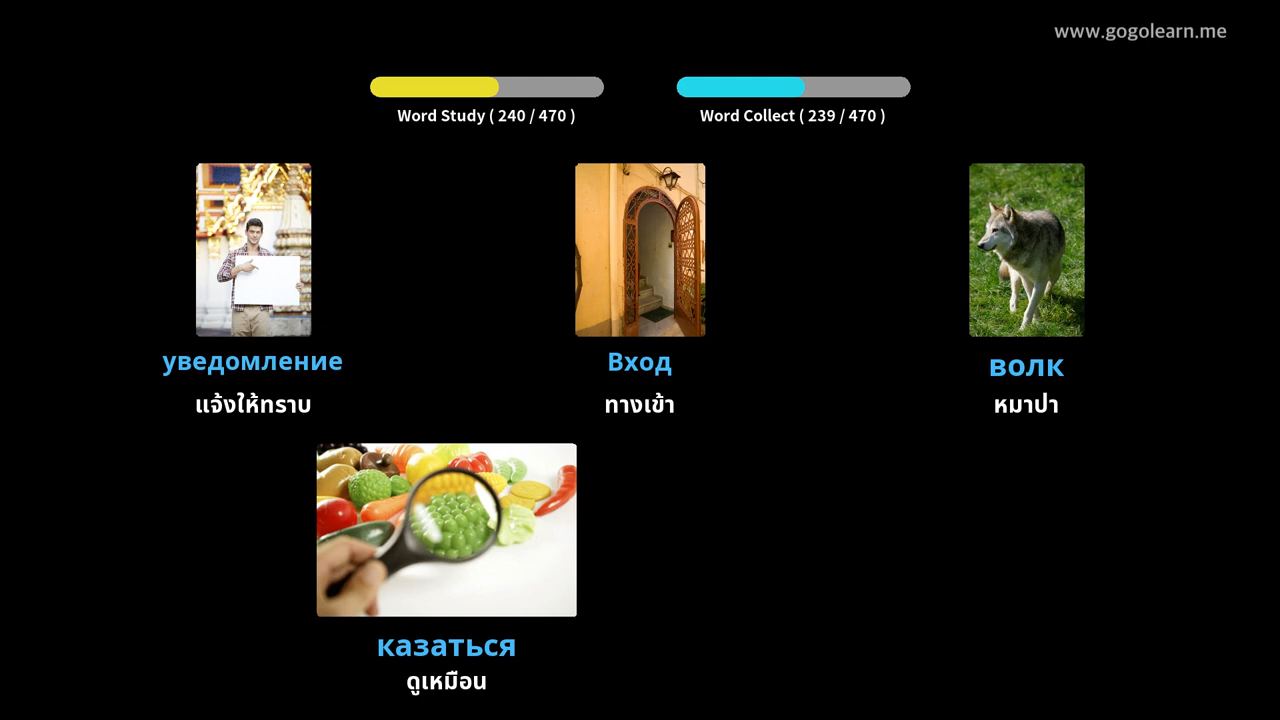 www.gogolearn.me
Word Study ( 240 / 470 )
Word Collect ( 239 / 470 )
уведомление
Вход
волк
แจ้งให้ทราบ
ทางเข้า
หมาป่า
казаться
ดูเหมือน